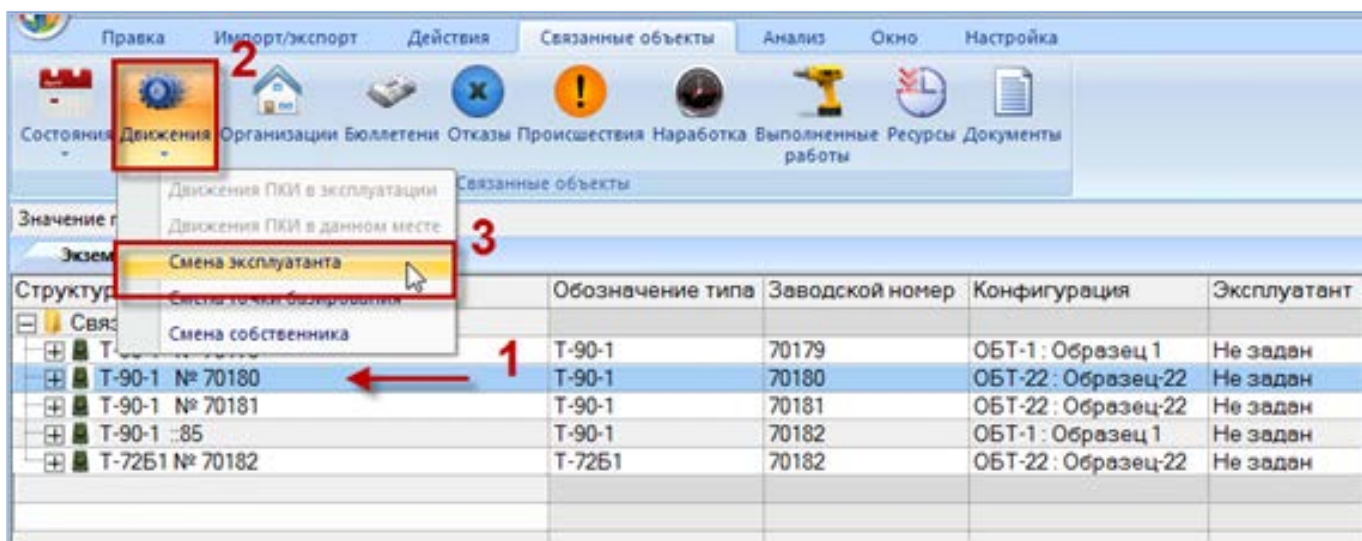 Правка Импорт/экспорт Действия Связанные объекты Анализ Окно Настройка
2
Состояния Движения Организации Бюллетени Отказы Происшествия Наработка Выполненные работы Ресурсы Документы
Движения ПКИ в эксплуатации
Связанные объекты
Значение
Движения ПКИ в данном месте
3
Экзем
Смена эксплуатанта
Структур Обозначение типа Заводской номер Конфигурация Эксплуатант
Смена точки базирования
Связ
Смена собственника
1
Т-90-1 70179 ОБТ-1 : Образец 1 Не задан
Т-90-1 № 70180 Т-90-1 70180 ОБТ-22 : Образец-22 Не задан
Т-90-1 № 70181 Т-90-1 70181 ОБТ-22 : Образец-22 Не задан
Т-90-1 ::85 Т-90-1 70182 ОБТ-1 : Образец 1 Не задан
Т-72Б1 № 70182 Т-72Б1 70182 ОБТ-22 : Образец-22 Не задан